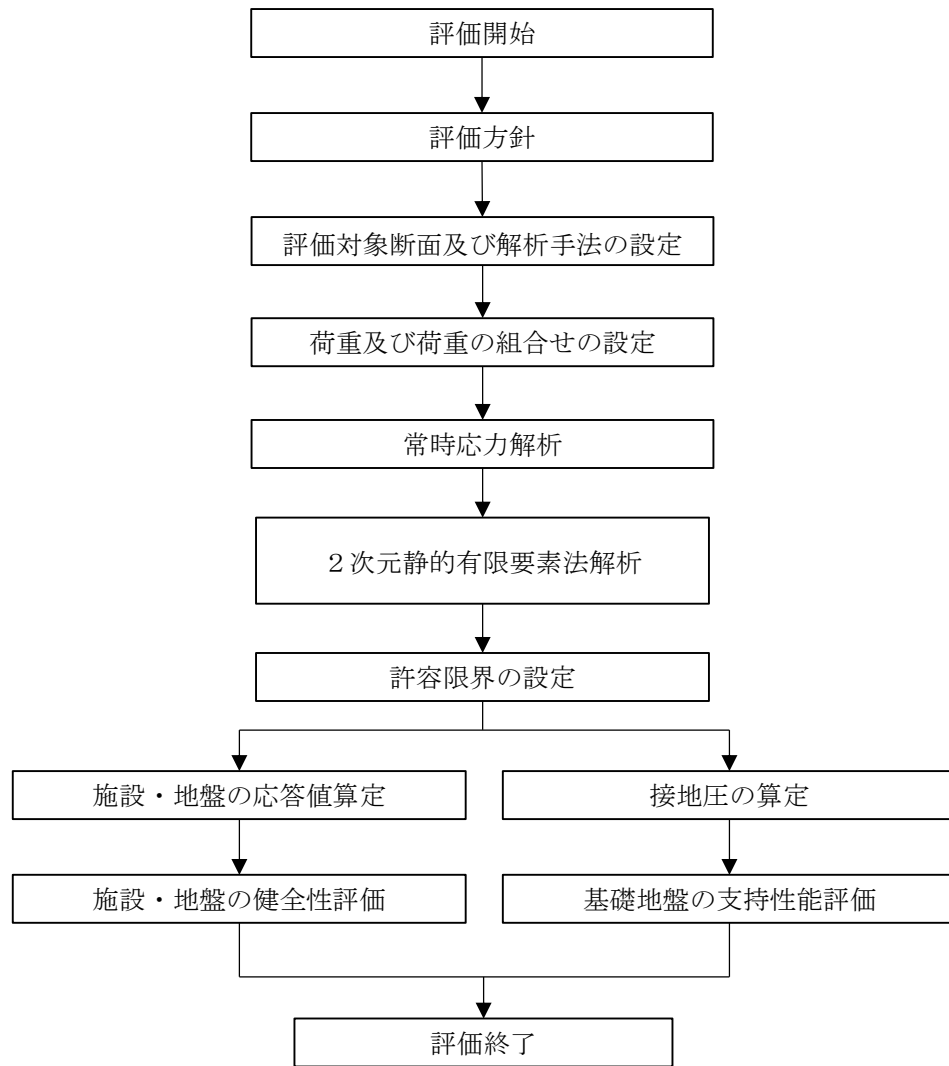 評価開始
評価方針
評価対象断面及び解析手法の設定
荷重及び荷重の組合せの設定
常時応力解析
２次元静的有限要素法解析
許容限界の設定
施設・地盤の応答値算定
接地圧の算定
施設・地盤の健全性評価
基礎地盤の支持性能評価
評価終了